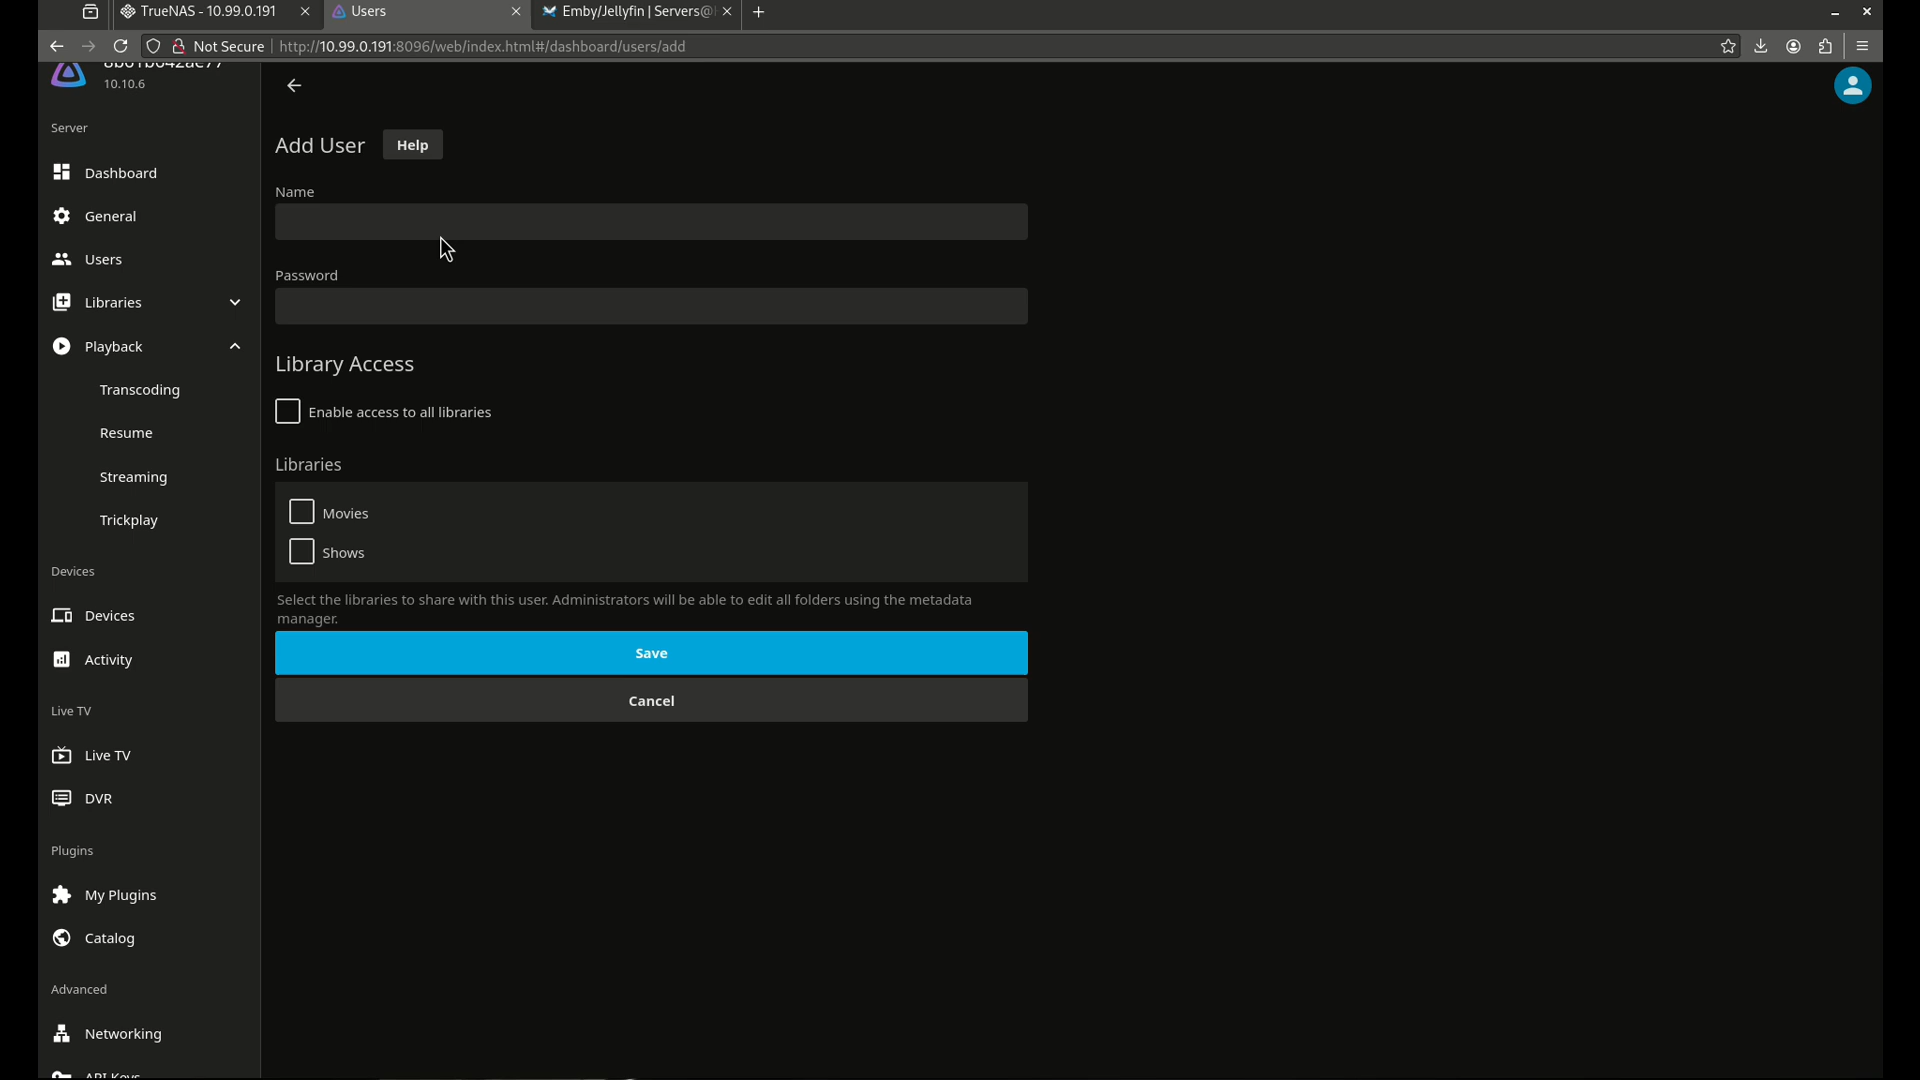 TrueNAS - 10.99.0.191
Users
Emby/Jellyfin | Servers@
Not Secure
http://10.99.0.191:8096/web/index.html#/dashboard/users/add
10.10.6
Server
Dashboard
General
Users
Libraries
Playback
Transcoding
Resume
Streaming
Trickplay
Devices
Devices
Activity
Live TV
Live TV
DVR
Plugins
My Plugins
Catalog
Advanced
Networking
API Keys
Add User
Help
Name
Password
Library Access
Enable access to all libraries
Libraries
Movies
Shows
Select the libraries to share with this user. Administrators will be able to edit all folders using the metadata
manager.
Save
Cancel